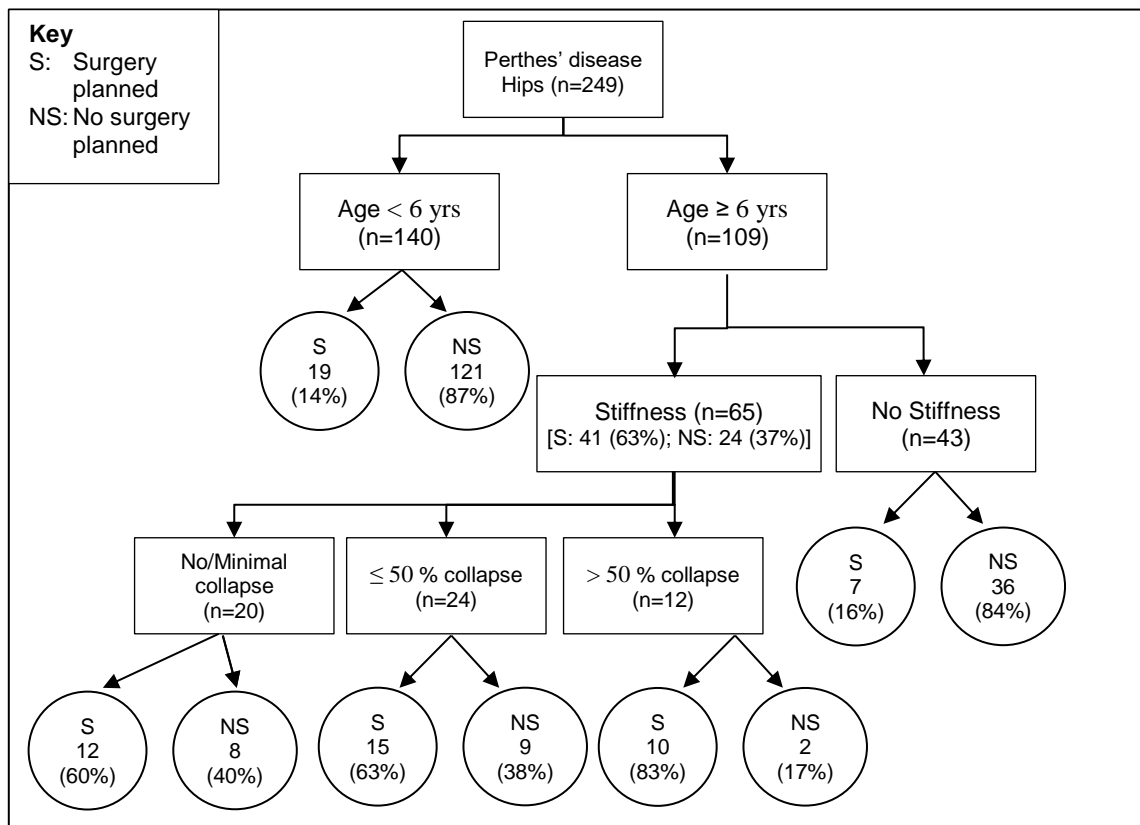 Key
S: Surgery
planned
NS: No surgery
planned
Perthes’ disease
Hips (n=249)
Age < 6 yrs
(n=140)
Age ≥ 6 yrs
(n=109)
S
19
(14%)
NS
121
(87%)
Stiffness (n=65)
[S: 41 (63%); NS: 24 (37%)]
No Stiffness
(n=43)
No/Minimal
collapse
(n=20)
≤ 50 % collapse
(n=24)
> 50 % collapse
(n=12)
S
7
(16%)
NS
36
(84%)
S
12
(60%)
NS
8
(40%)
S
15
(63%)
NS
9
(38%)
S
10
(83%)
NS
2
(17%)